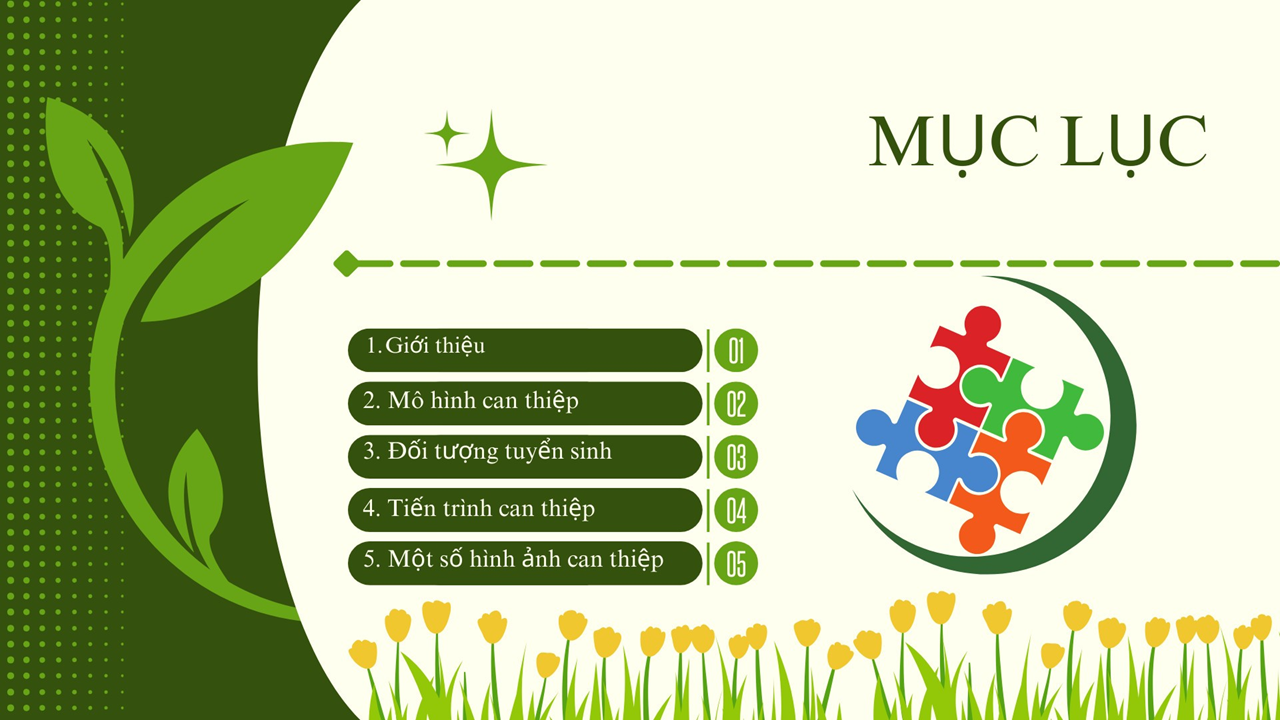 MỤC LỤC
1. Giới thiệu 01
2. Mô hình can thiệp 02
3. Đối tượng tuyển sinh 03
4. Tiến trình can thiệp 04
5. Một số hình ảnh can thiệp 05